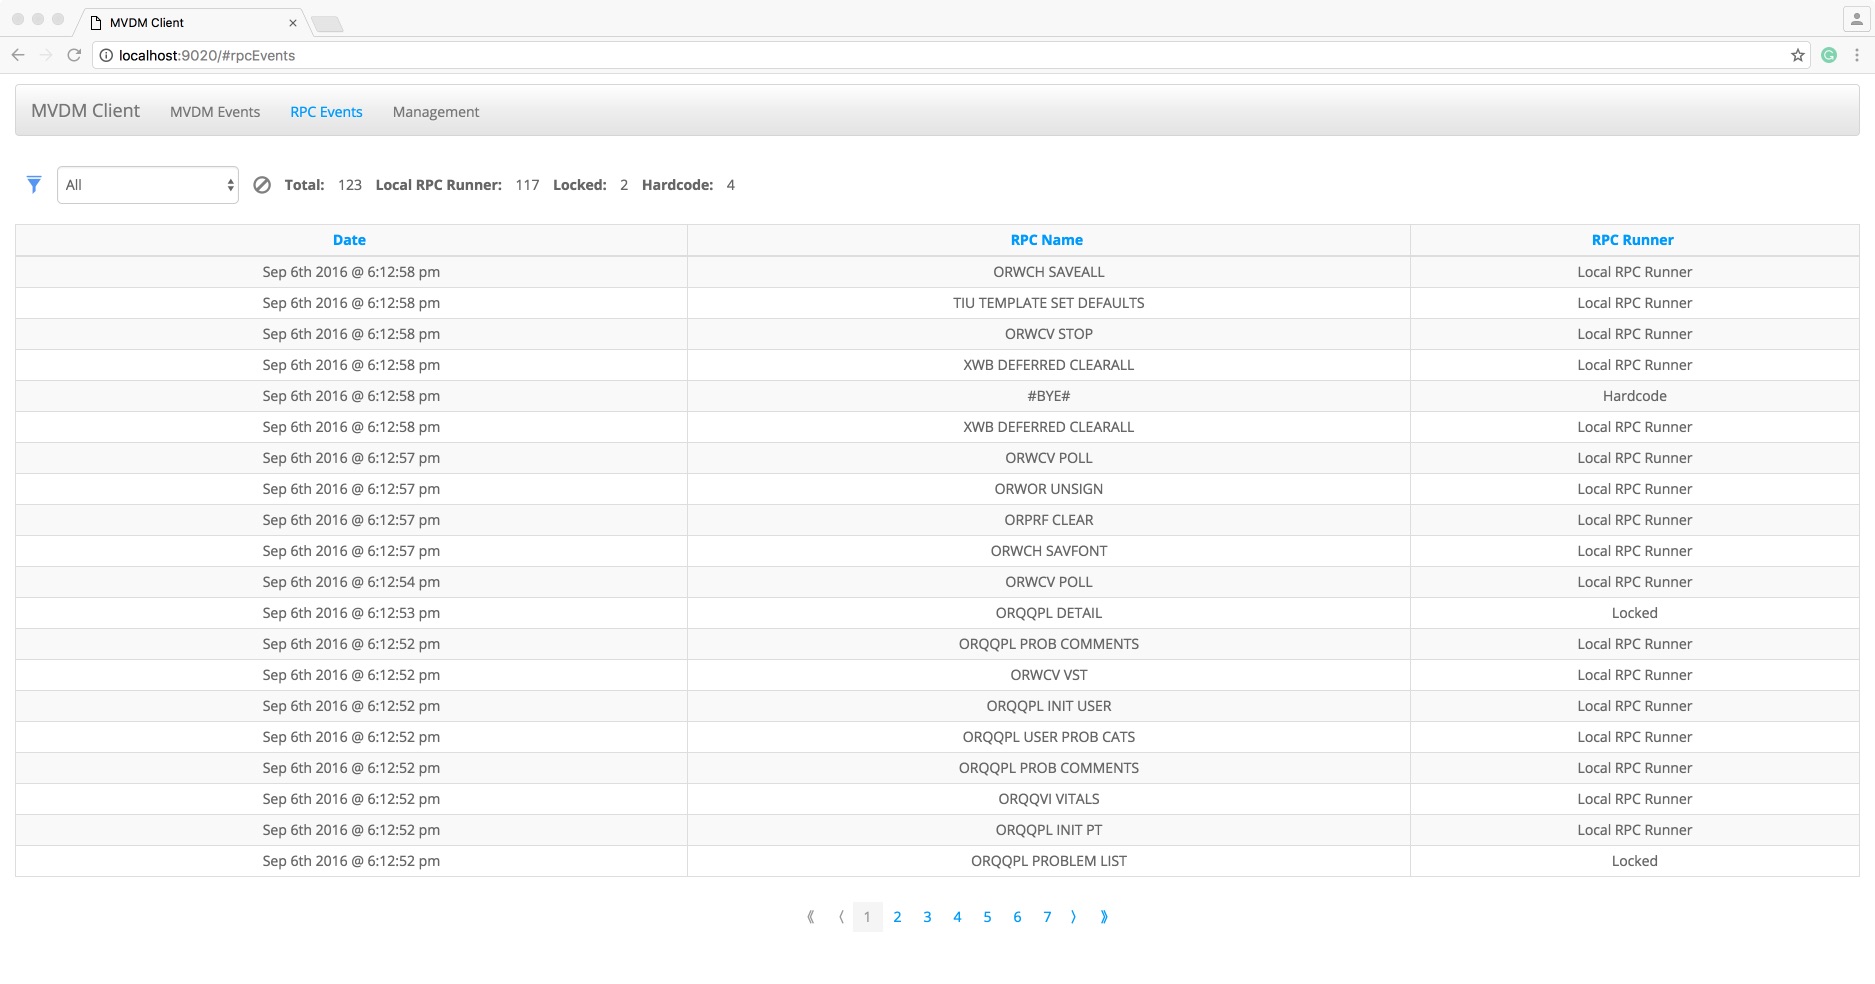 MVDM Client
localhost:9020/#rpcEvents
MVDM Client MVDM Events RPC Events Management
All Total: 123 Local RPC Runner: 117 Locked: 2 Hardcode: 4
Date RPC Name RPC Runner
Sep 6th 2016 @ 6:12:58 pm ORWCH SAVEALL Local RPC Runner
Sep 6th 2016 @ 6:12:58 pm TIU TEMPLATE SET DEFAULTS Local RPC Runner
Sep 6th 2016 @ 6:12:58 pm ORWCV STOP Local RPC Runner
Sep 6th 2016 @ 6:12:58 pm XWB DEFERRED CLEARALL Local RPC Runner
Sep 6th 2016 @ 6:12:58 pm #BYE# Hardcode
Sep 6th 2016 @ 6:12:58 pm XWB DEFERRED CLEARALL Local RPC Runner
Sep 6th 2016 @ 6:12:57 pm ORWCV POLL Local RPC Runner
Sep 6th 2016 @ 6:12:57 pm ORWOR UNSIGN Local RPC Runner
Sep 6th 2016 @ 6:12:57 pm ORPRF CLEAR Local RPC Runner
Sep 6th 2016 @ 6:12:57 pm ORWCH SAVFONT Local RPC Runner
Sep 6th 2016 @ 6:12:54 pm ORWCV POLL Local RPC Runner
Sep 6th 2016 @ 6:12:53 pm ORQQPL DETAIL Locked
Sep 6th 2016 @ 6:12:52 pm ORQQPL PROB COMMENTS Local RPC Runner
Sep 6th 2016 @ 6:12:52 pm ORWCV VST Local RPC Runner
Sep 6th 2016 @ 6:12:52 pm ORQQPL INIT USER Local RPC Runner
Sep 6th 2016 @ 6:12:52 pm ORQQPL USER PROB CATS Local RPC Runner
Sep 6th 2016 @ 6:12:52 pm ORQQPL PROB COMMENTS Local RPC Runner
Sep 6th 2016 @ 6:12:52 pm ORQQVI VITALS Local RPC Runner
Sep 6th 2016 @ 6:12:52 pm ORQQPL INIT PT Local RPC Runner
Sep 6th 2016 @ 6:12:52 pm ORQQPL PROBLEM LIST Locked
⟪ ⟨ 1 2 3 4 5 6 7 ⟩ ⟫